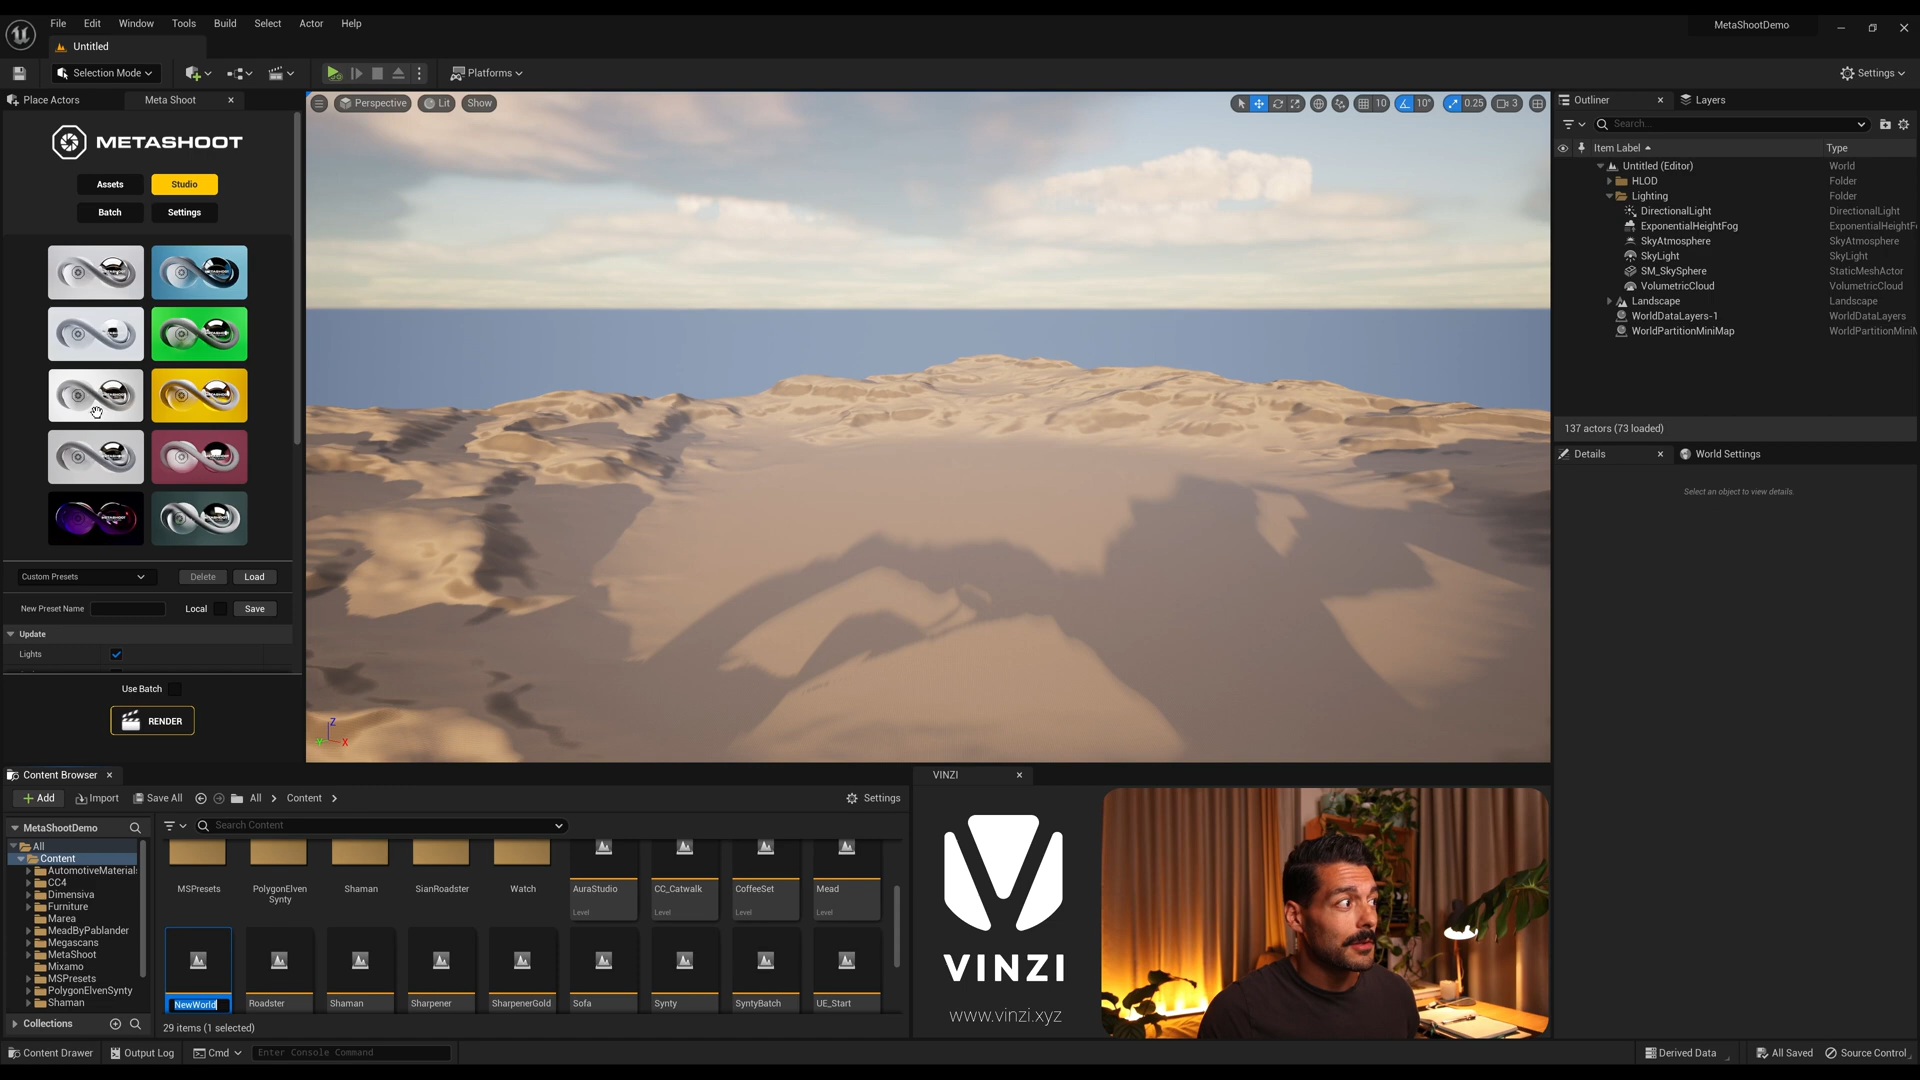 File Edit Window Tools Build Select Actor Help
MetaShootDemo
Untitled
Selection Mode
Platforms
Settings
Place Actors
Meta Shoot
METASHOOT
Assets
Studio
Batch
Settings
Custom Presets
Delete
Load
New Preset Name
Local
Save
Update
Lights
Use Batch
RENDER
Perspective
Lit
Show
10
10°
0.25
3
Z
Y
X
Outliner
Layers
Search...
Item Label
Type
Untitled (Editor) World
HLOD Folder
Lighting Folder
DirectionalLight DirectionalLight
ExponentialHeightFog ExponentialHeightF
SkyAtmosphere SkyAtmosphere
SkyLight SkyLight
SM_SkySphere StaticMeshActor
VolumetricCloud VolumetricCloud
Landscape Landscape
WorldDataLayers-1 WorldDataLayers
WorldPartitionMiniMap WorldPartitionMini
137 actors (73 loaded)
Details
World Settings
Select an object to view details.
Content Browser
Add
Import
Save All
All
Content
Settings
MetaShootDemo
Search Content
All
Content
AutomotiveMaterial
CC4
Dimensiva
Furniture
Marea
MeadByPablander
Megascans
MetaShoot
Mixamo
MSPresets
PolygonElvenSynty
Shaman
Collections
MSPresets
PolygonElven
Synty
Shaman
SianRoadster
Watch
AuraStudio
Level
CC_Catwalk
Level
CoffeeSet
Level
Mead
Level
NewWorld
Roadster
Shaman
Sharpener
SharpenerGold
Sofa
Synty
SyntyBatch
UE_Start
29 items (1 selected)
VINZI
VINZI
www.vinzi.xyz
Content Drawer
Output Log
Cmd
Enter Console Command
Derived Data
All Saved
Source Control